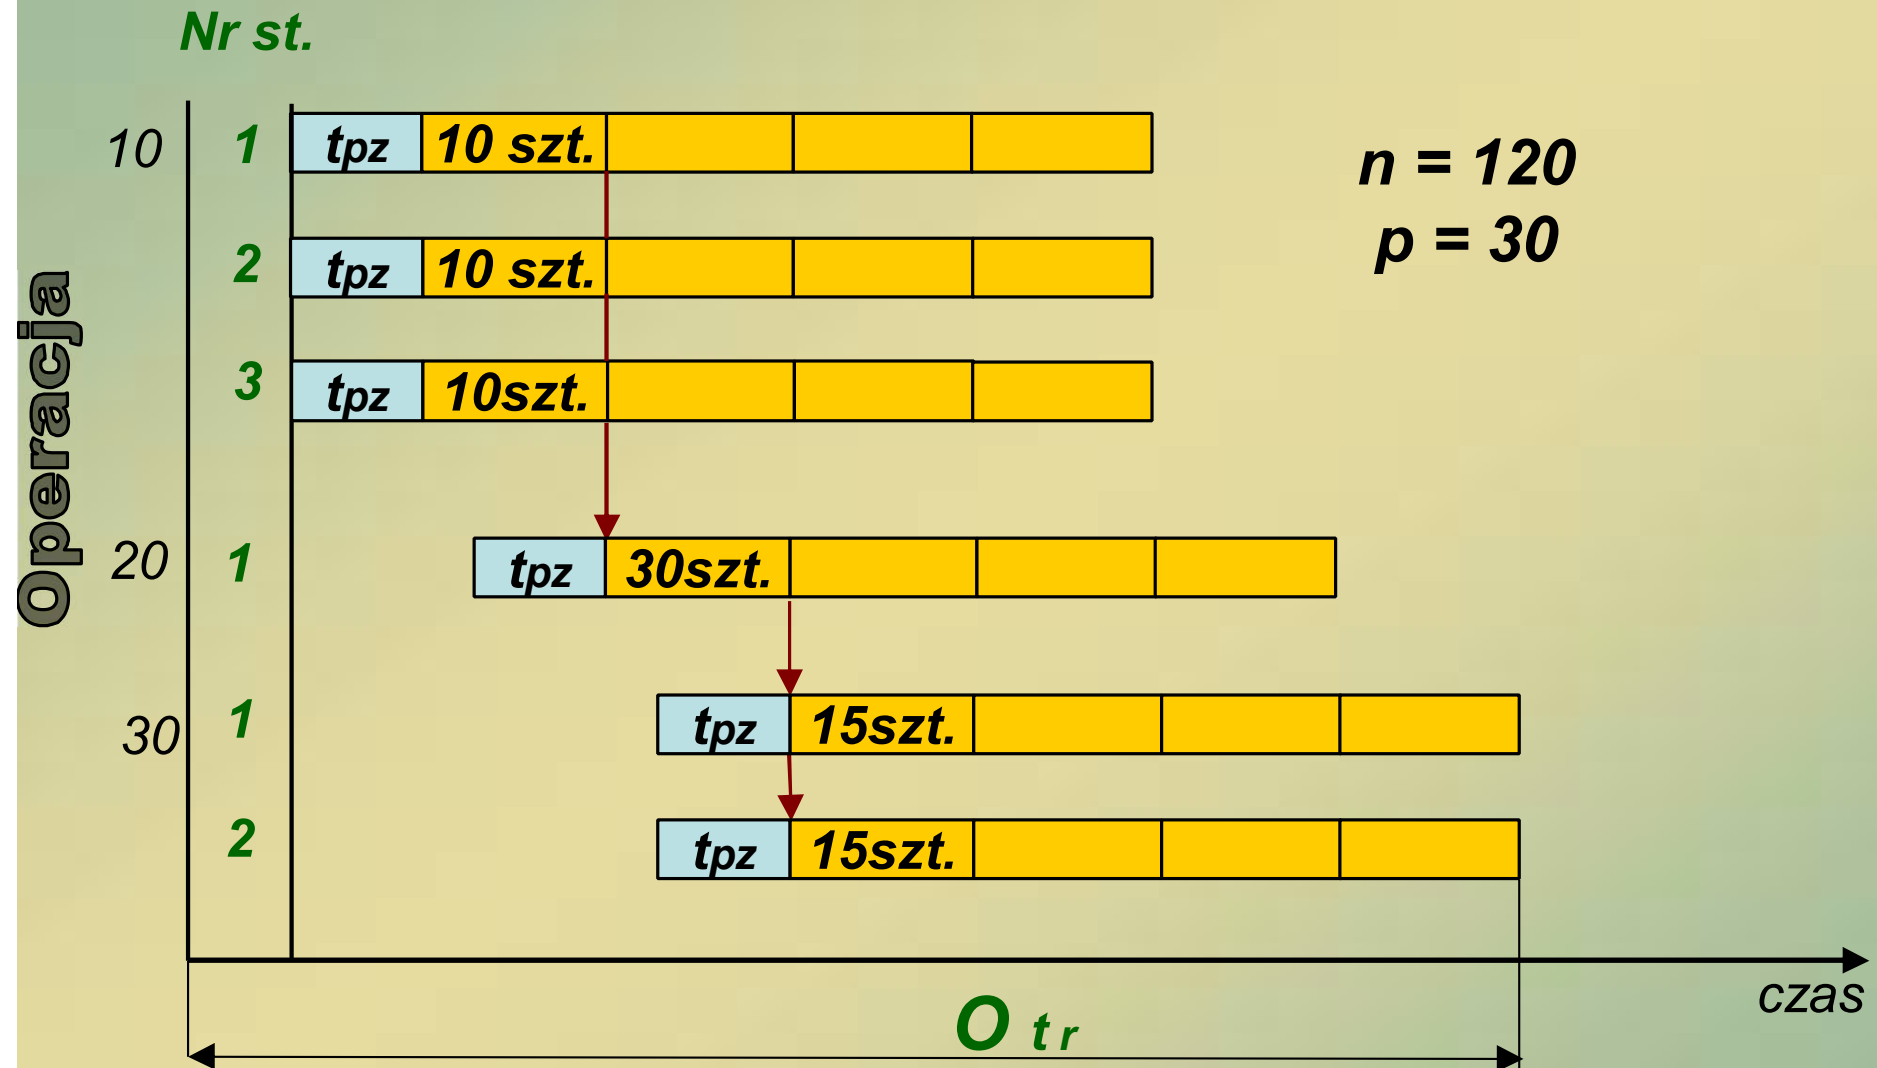 Nr st.
Operacja
10 1 tpz 10 szt.
n = 120
p = 30
2 tpz 10 szt.
3 tpz 10szt.
20 1 tpz 30szt.
30 1 tpz 15szt.
2 tpz 15szt.
czas
O t r